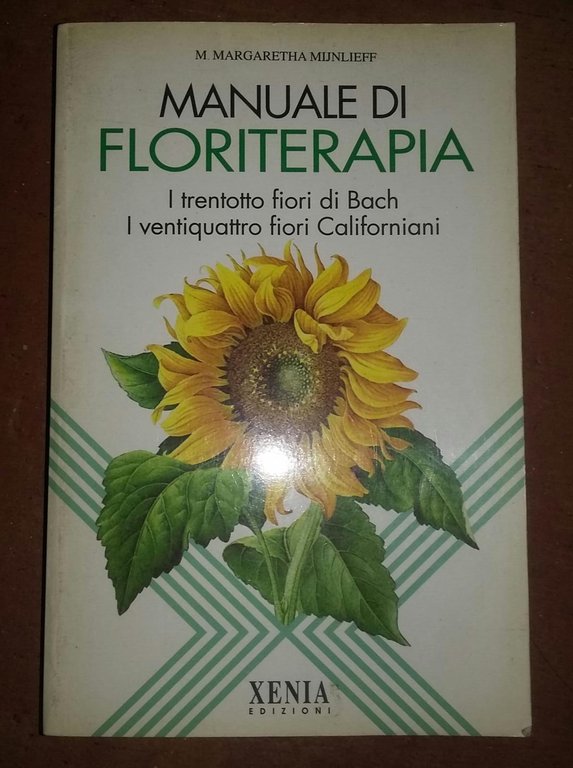 M. MARGARETHA MIJNLIEFF
MANUALE DI
FLORITERAPIA
I trentotto fiori di Bach
I ventiquattro fiori Californiani
XENIA
EDIZIONI